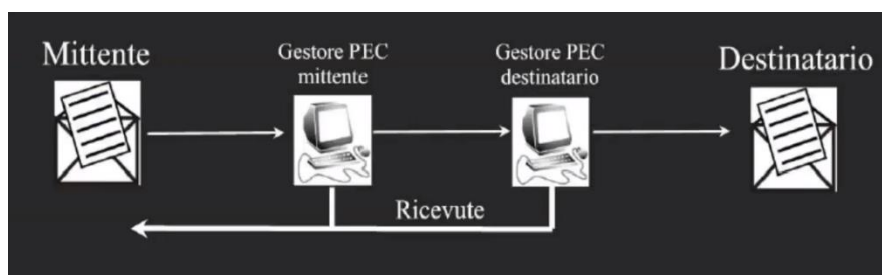 Mittente
Gestore PEC
mittente
Gestore PEC
destinatario
Destinatario
Ricevute